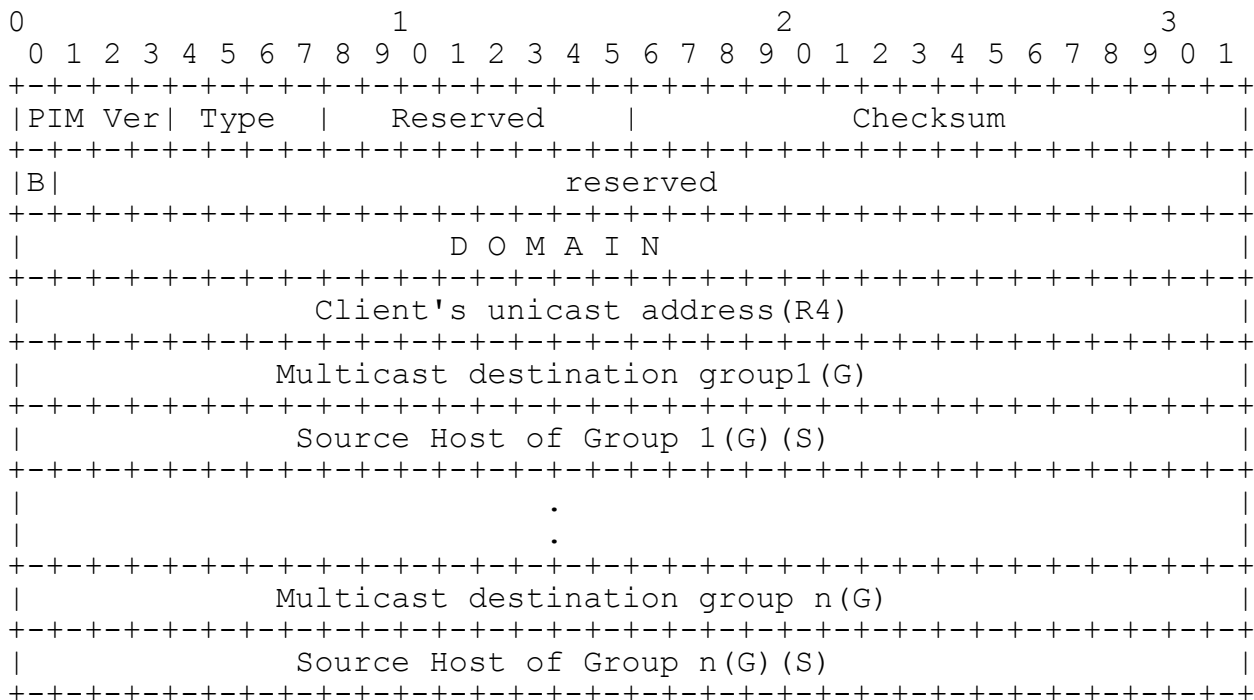 0                   1                   2                   3
 0 1 2 3 4 5 6 7 8 9 0 1 2 3 4 5 6 7 8 9 0 1 2 3 4 5 6 7 8 9 0 1
+-+-+-+-+-+-+-+-+-+-+-+-+-+-+-+-+-+-+-+-+-+-+-+-+-+-+-+-+-+-+-+-+
|PIM Ver| Type  |   Reserved    |           Checksum            |
+-+-+-+-+-+-+-+-+-+-+-+-+-+-+-+-+-+-+-+-+-+-+-+-+-+-+-+-+-+-+-+-+
|B|                          reserved                           |
+-+-+-+-+-+-+-+-+-+-+-+-+-+-+-+-+-+-+-+-+-+-+-+-+-+-+-+-+-+-+-+-+
|                      D O M A I N                              |
+-+-+-+-+-+-+-+-+-+-+-+-+-+-+-+-+-+-+-+-+-+-+-+-+-+-+-+-+-+-+-+-+
|               Client's unicast address(R4)                    |
+-+-+-+-+-+-+-+-+-+-+-+-+-+-+-+-+-+-+-+-+-+-+-+-+-+-+-+-+-+-+-+-+
|             Multicast destination group1(G)                   |
+-+-+-+-+-+-+-+-+-+-+-+-+-+-+-+-+-+-+-+-+-+-+-+-+-+-+-+-+-+-+-+-+
|              Source Host of Group 1(G)(S)                     |
+-+-+-+-+-+-+-+-+-+-+-+-+-+-+-+-+-+-+-+-+-+-+-+-+-+-+-+-+-+-+-+-+
|                           .                                   |
|                           .                                   |
+-+-+-+-+-+-+-+-+-+-+-+-+-+-+-+-+-+-+-+-+-+-+-+-+-+-+-+-+-+-+-+-+
|             Multicast destination group n(G)                  |
+-+-+-+-+-+-+-+-+-+-+-+-+-+-+-+-+-+-+-+-+-+-+-+-+-+-+-+-+-+-+-+-+
|              Source Host of Group n(G)(S)                     |
+-+-+-+-+-+-+-+-+-+-+-+-+-+-+-+-+-+-+-+-+-+-+-+-+-+-+-+-+-+-+-+-+